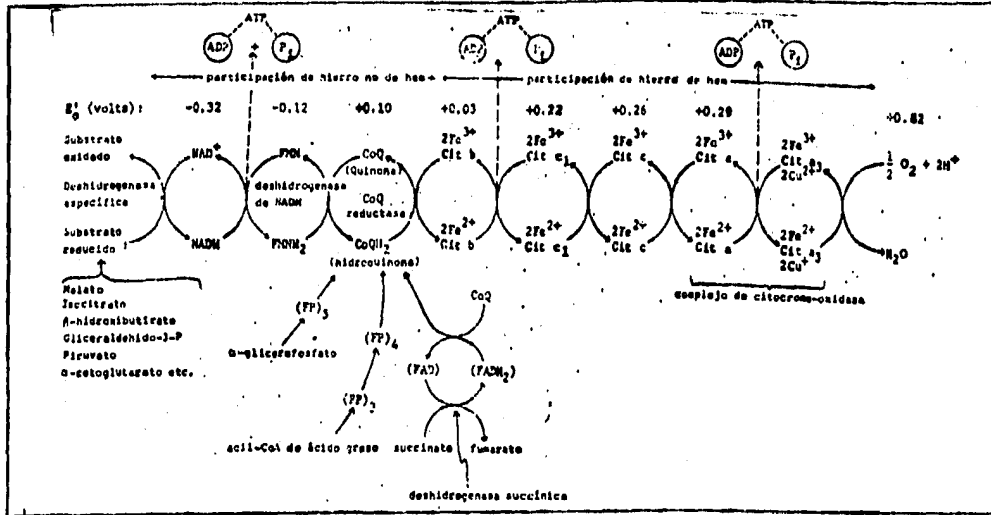 ATP ATP ATP
ADP + Pi ADP Pi ADP Pi
participación de hierro no de hem participación de hierro de hem
E'o (volts): -0.32 -0.12 +0.10 +0.03 +0.22 +0.26 +0.29 +0.82
Substrato oxidado
Deshidrogenasa específica
Substrato reducido
NAD+ FMN CoQ (Quinona) 2Fe3+ Cit b 2Fe3+ Cit c1 2Fe3+ Cit c 2Fe3+ Cit a 2Fe3+ Cit a3 2Cu2+ 1/2 O2 + 2H+
deshidrogenasa de NADH
CoQ reductasa
NADH FMNH2 CoQH2 2Fe2+ Cit b 2Fe2+ Cit c1 2Fe2+ Cit c 2Fe2+ Cit a 2Fe2+ Cit a3 2Cu+ H2O
(hidroquinona)
complejo de citocromo-oxidasa
Malato
Isocitrato
β-hidroxibutirato
Gliceraldehido-3-P
Piruvato
α-cetoglutarato etc.
(FP)3
α-glicerofosfato
(FP)4
CoQ
(FAD) (FADH2)
(FP)2
acil-CoA de ácido graso succinato fumarato
deshidrogenasa succínica